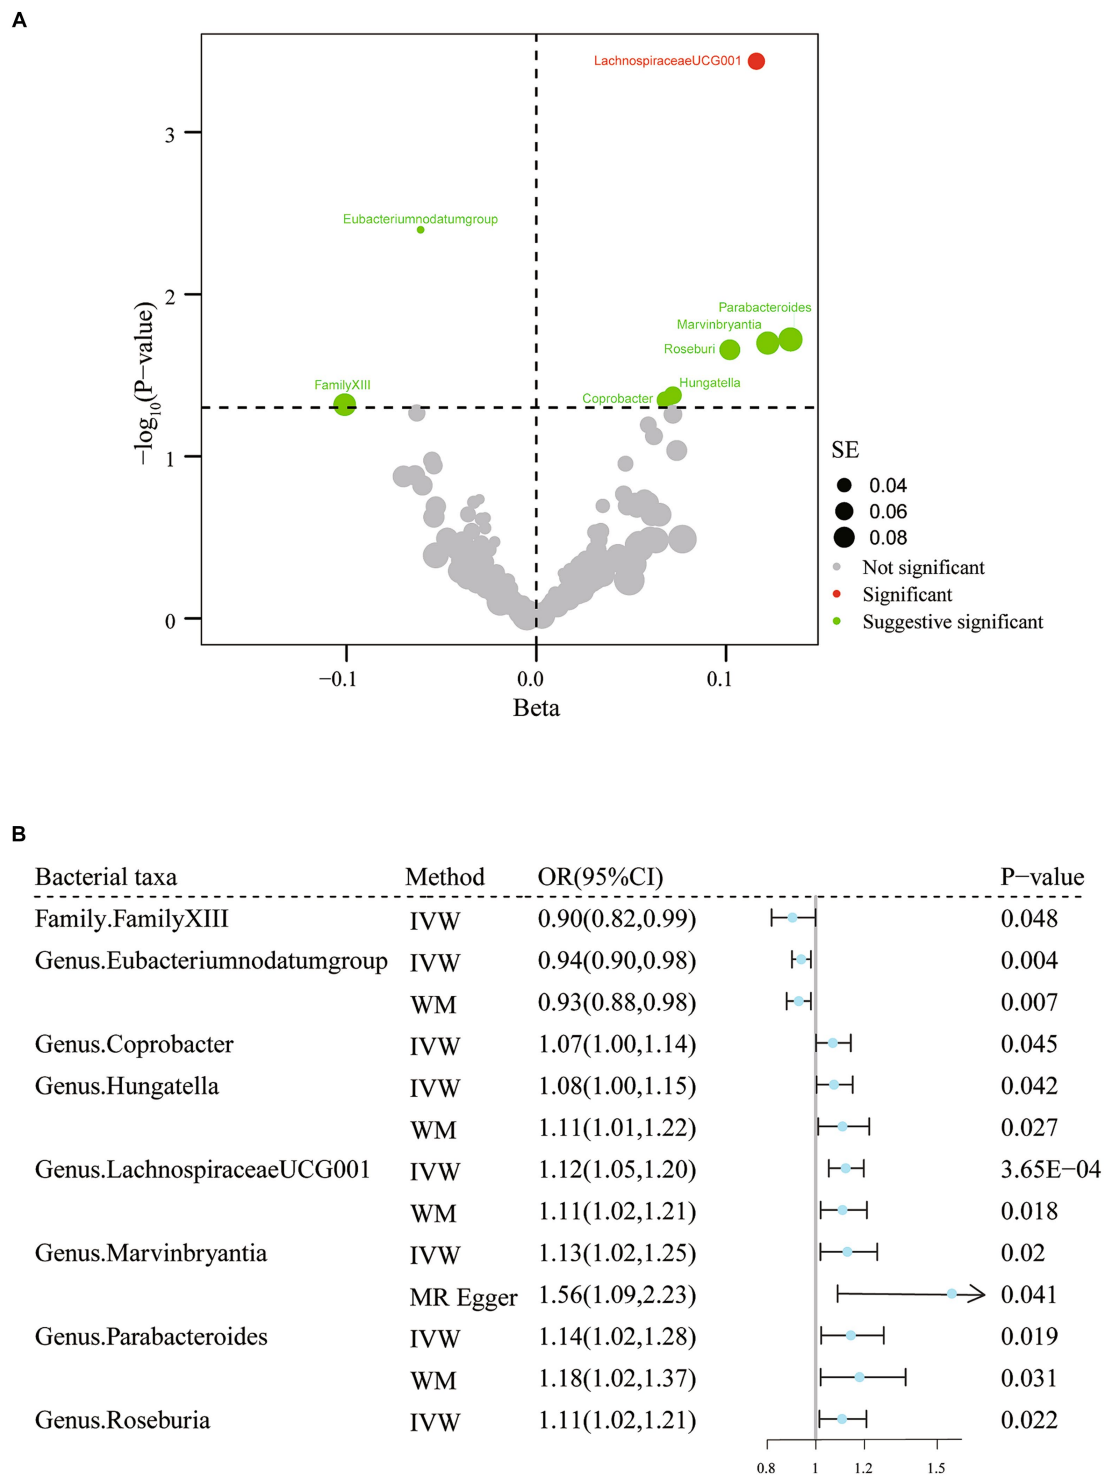 A
LachnospiraceaeUCG001
3
Eubacteriumnodatumgroup
2
Parabacteroides
Marvinbryantia
Roseburi
Hungatella
FamilyXIII
Coprobacter
−log10(P−value)
1
0
−0.1
0.0
0.1
Beta
SE
0.04
0.06
0.08
Not significant
Significant
Suggestive significant
B
Bacterial taxa Method OR(95%CI) P−value
Family.FamilyXIII IVW 0.90(0.82,0.99) 0.048
Genus.Eubacteriumnodatumgroup IVW 0.94(0.90,0.98) 0.004
WM 0.93(0.88,0.98) 0.007
Genus.Coprobacter IVW 1.07(1.00,1.14) 0.045
Genus.Hungatella IVW 1.08(1.00,1.15) 0.042
WM 1.11(1.01,1.22) 0.027
Genus.LachnospiraceaeUCG001 IVW 1.12(1.05,1.20) 3.65E−04
WM 1.11(1.02,1.21) 0.018
Genus.Marvinbryantia IVW 1.13(1.02,1.25) 0.02
MR Egger 1.56(1.09,2.23) 0.041
Genus.Parabacteroides IVW 1.14(1.02,1.28) 0.019
WM 1.18(1.02,1.37) 0.031
Genus.Roseburia IVW 1.11(1.02,1.21) 0.022
0.8 1 1.2 1.5